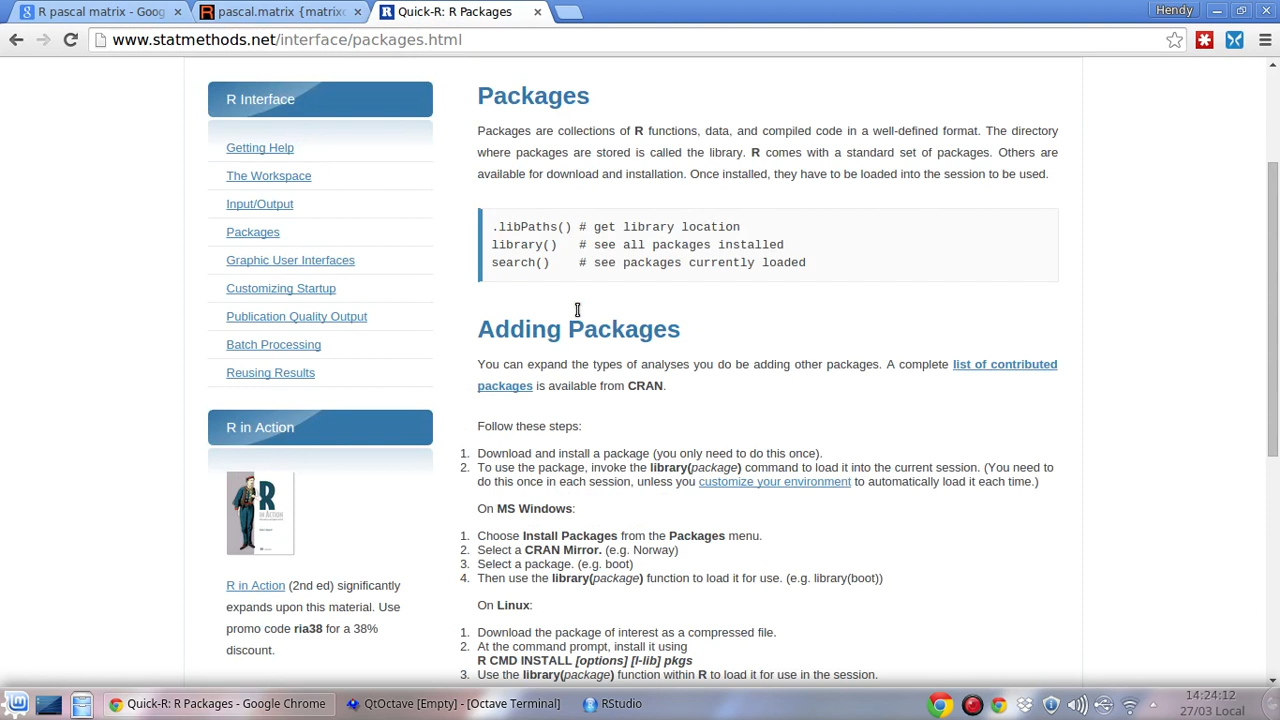 R pascal matrix - Goog
pascal.matrix {matrixc
Quick-R: R Packages
Hendy
www.statmethods.net/interface/packages.html
R Interface
Getting Help
The Workspace
Input/Output
Packages
Graphic User Interfaces
Customizing Startup
Publication Quality Output
Batch Processing
Reusing Results
R in Action
R in Action (2nd ed) significantly
expands upon this material. Use
promo code ria38 for a 38%
discount.
Packages
Packages are collections of R functions, data, and compiled code in a well-defined format. The directory
where packages are stored is called the library. R comes with a standard set of packages. Others are
available for download and installation. Once installed, they have to be loaded into the session to be used.
.libPaths() # get library location
library()   # see all packages installed
search()    # see packages currently loaded
Adding Packages
You can expand the types of analyses you do be adding other packages. A complete list of contributed
packages is available from CRAN.
Follow these steps:
1. Download and install a package (you only need to do this once).
2. To use the package, invoke the library(package) command to load it into the current session. (You need to
do this once in each session, unless you customize your environment to automatically load it each time.)
On MS Windows:
1. Choose Install Packages from the Packages menu.
2. Select a CRAN Mirror. (e.g. Norway)
3. Select a package. (e.g. boot)
4. Then use the library(package) function to load it for use. (e.g. library(boot))
On Linux:
1. Download the package of interest as a compressed file.
2. At the command prompt, install it using
R CMD INSTALL [options] [l-lib] pkgs
3. Use the library(package) function within R to load it for use in the session.
Quick-R: R Packages - Google Chrome
QtOctave [Empty] - [Octave Terminal]
RStudio
14:24:12
27/03 Local